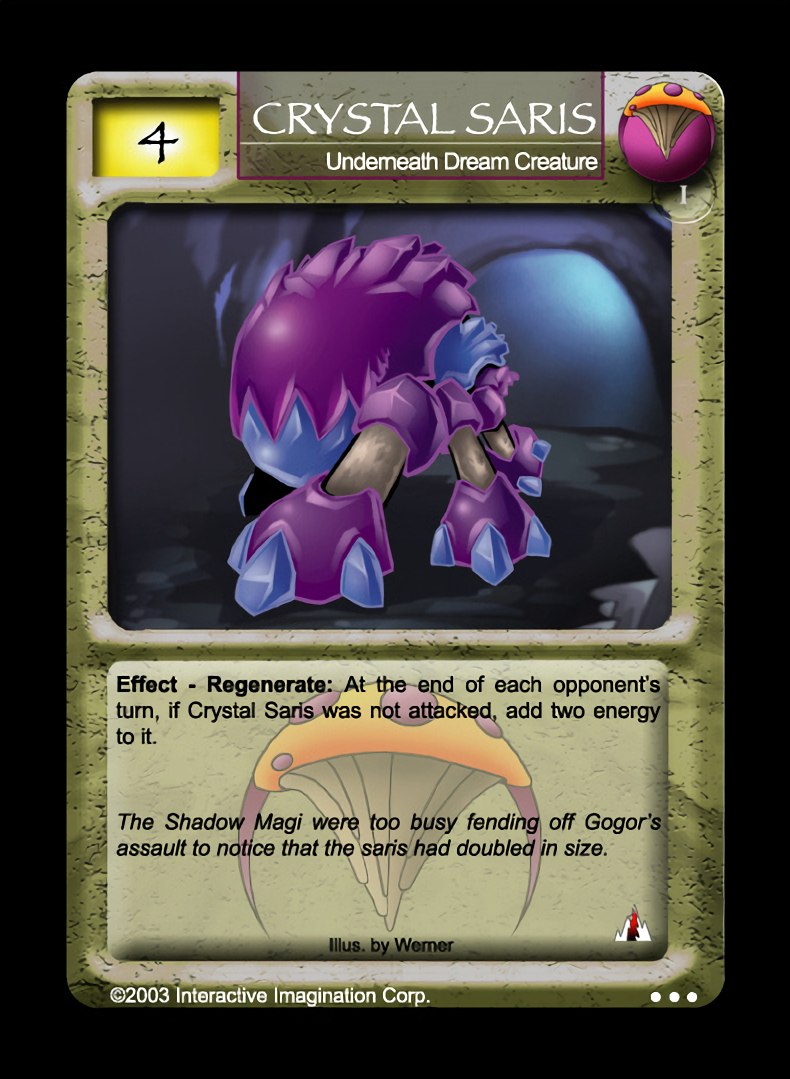 4
CRYSTAL SARIS
Underneath Dream Creature
I
Effect - Regenerate: At the end of each opponent's
turn, if Crystal Saris was not attacked, add two energy
to it.
The Shadow Magi were too busy fending off Gogor's
assault to notice that the saris had doubled in size.
Illus. by Werner
©2003 Interactive Imagination Corp.